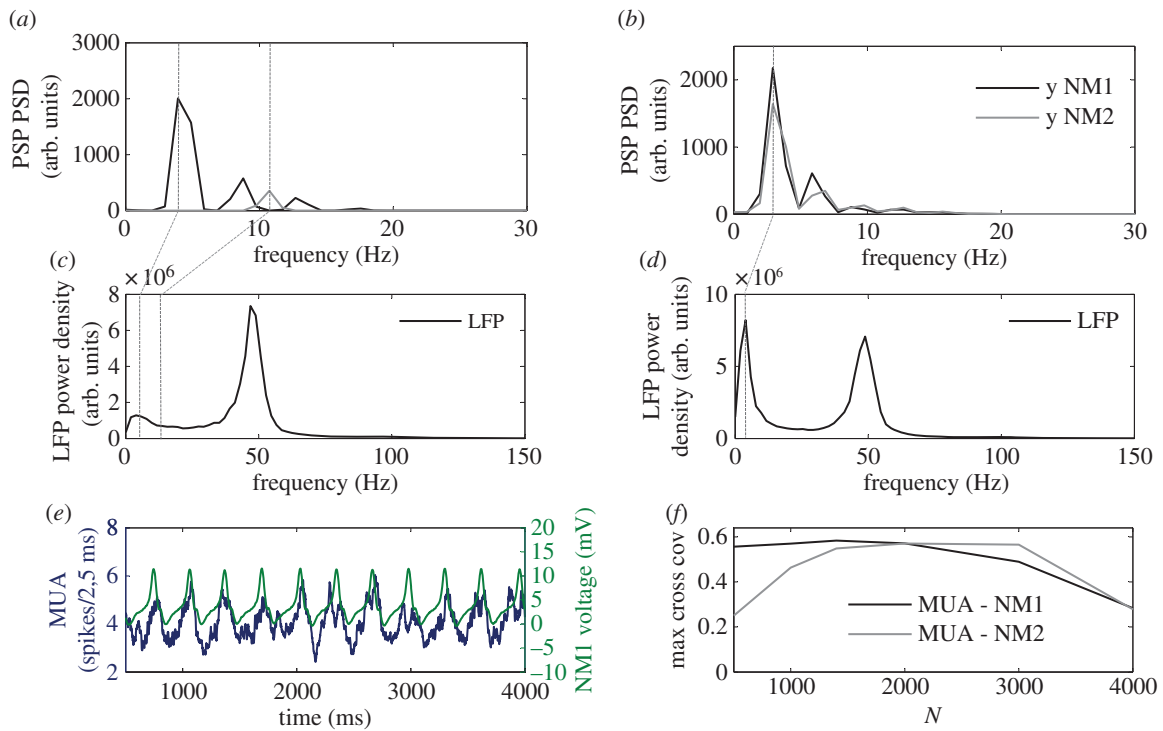 (a)
3000
2000
1000
0
PSP PSD
(arb. units)
0 10 20 30
frequency (Hz)
(b)
2000
1000
0
PSP PSD
(arb. units)
y NM1
y NM2
0 10 20 30
frequency (Hz)
(c)
× 10⁶
8
6
4
2
0
LFP power density
(arb. units)
LFP
0 50 100 150
frequency (Hz)
(d)
× 10⁶
10
5
0
LFP power
density (arb. units)
LFP
0 50 100 150
frequency (Hz)
(e)
8
6
4
2
MUA
(spikes/2,5 ms)
20
15
10
5
0
−5
−10
NM1 voltage (mV)
1000 2000 3000 4000
time (ms)
(f)
0.6
0.4
0.2
0
max cross cov
MUA - NM1
MUA - NM2
1000 2000 3000 4000
N